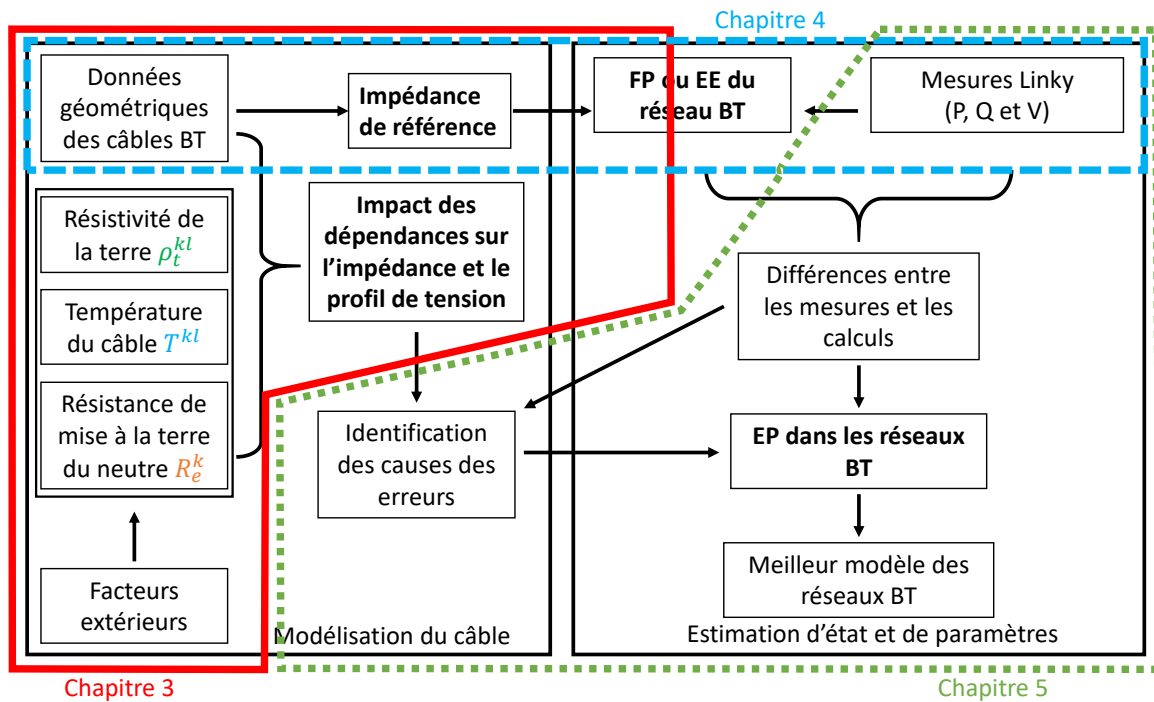 Chapitre 4
Données
géométriques
des câbles BT
Impédance
de référence
FP ou EE du
réseau BT
Mesures Linky
(P, Q et V)
Résistivité de
la terre ρ_t^{kl}
Température
du câble T^{kl}
Résistance de
mise à la terre
du neutre R_e^k
Impact des
dépendances sur
l’impédance et le
profil de tension
Différences entre
les mesures et les
calculs
Identification
des causes des
erreurs
EP dans les réseaux
BT
Facteurs
extérieurs
Meilleur modèle des
réseaux BT
Modélisation du câble
Estimation d’état et de paramètres
Chapitre 3
Chapitre 5